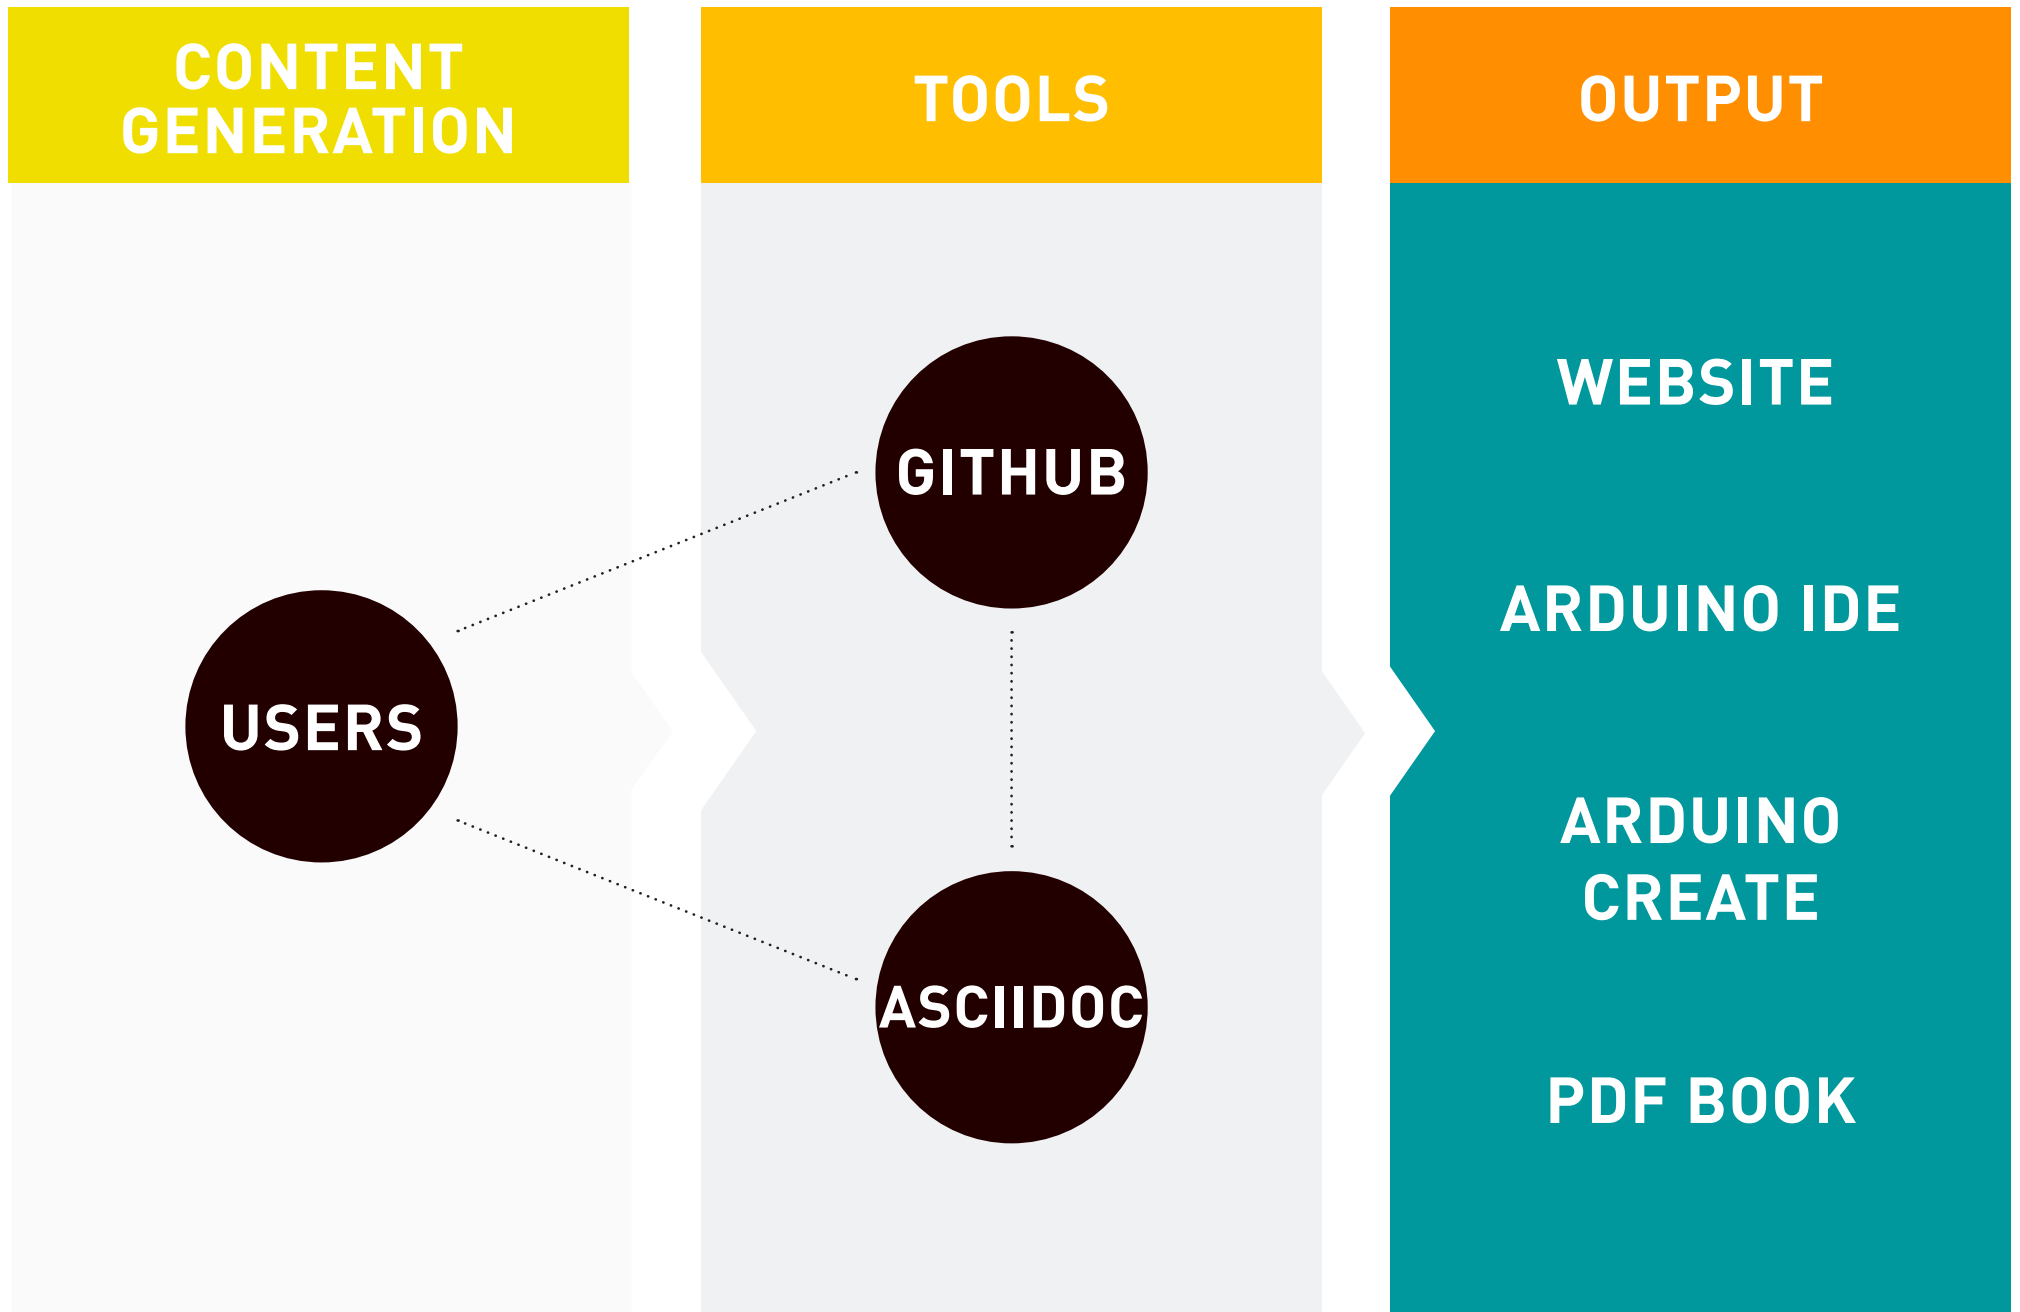 CONTENT
GENERATION
TOOLS
OUTPUT
USERS
GITHUB
ASCIIDOC
WEBSITE
ARDUINO IDE
ARDUINO
CREATE
PDF BOOK